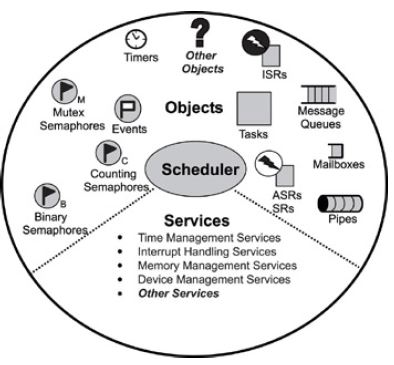 Timers
Other
Objects
ISRs
M
Mutex
Semaphores
Events
Objects
Tasks
Message
Queues
C
Counting
Semaphores
Scheduler
ASRs
SRs
Mailboxes
B
Binary
Semaphores
Pipes
Services
• Time Management Services
• Interrupt Handling Services
• Memory Management Services
• Device Management Services
• Other Services